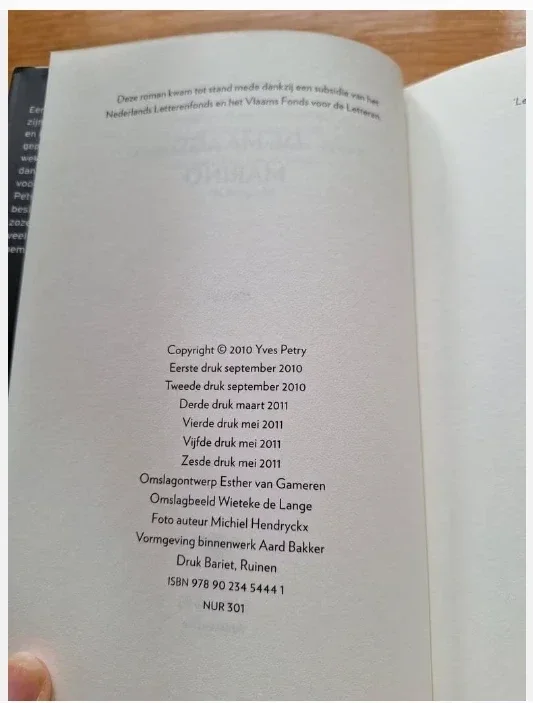 Deze roman kwam tot stand mede dankzij een subsidie van het
Nederlands Letterenfonds en het Vlaams Fonds voor de Letteren.
Copyright © 2010 Yves Petry
Eerste druk september 2010
Tweede druk september 2010
Derde druk maart 2011
Vierde druk mei 2011
Vijfde druk mei 2011
Zesde druk mei 2011
Omslagontwerp Esther van Gameren
Omslagbeeld Wieteke de Lange
Foto auteur Michiel Hendryckx
Vormgeving binnenwerk Aard Bakker
Druk Bariet, Ruinen
ISBN 978 90 234 5444 1
NUR 301